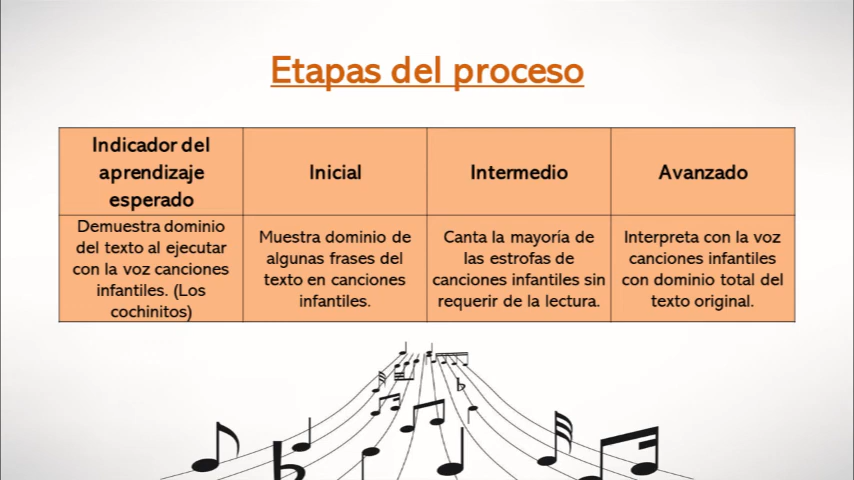 Etapas del proceso
Indicador del
aprendizaje
esperado
Inicial
Intermedio
Avanzado
Demuestra dominio
del texto al ejecutar
con la voz canciones
infantiles. (Los
cochinitos)
Muestra dominio de
algunas frases del
texto en canciones
infantiles.
Canta la mayoría de
las estrofas de
canciones infantiles sin
requerir de la lectura.
Interpreta con la voz
canciones infantiles
con dominio total del
texto original.